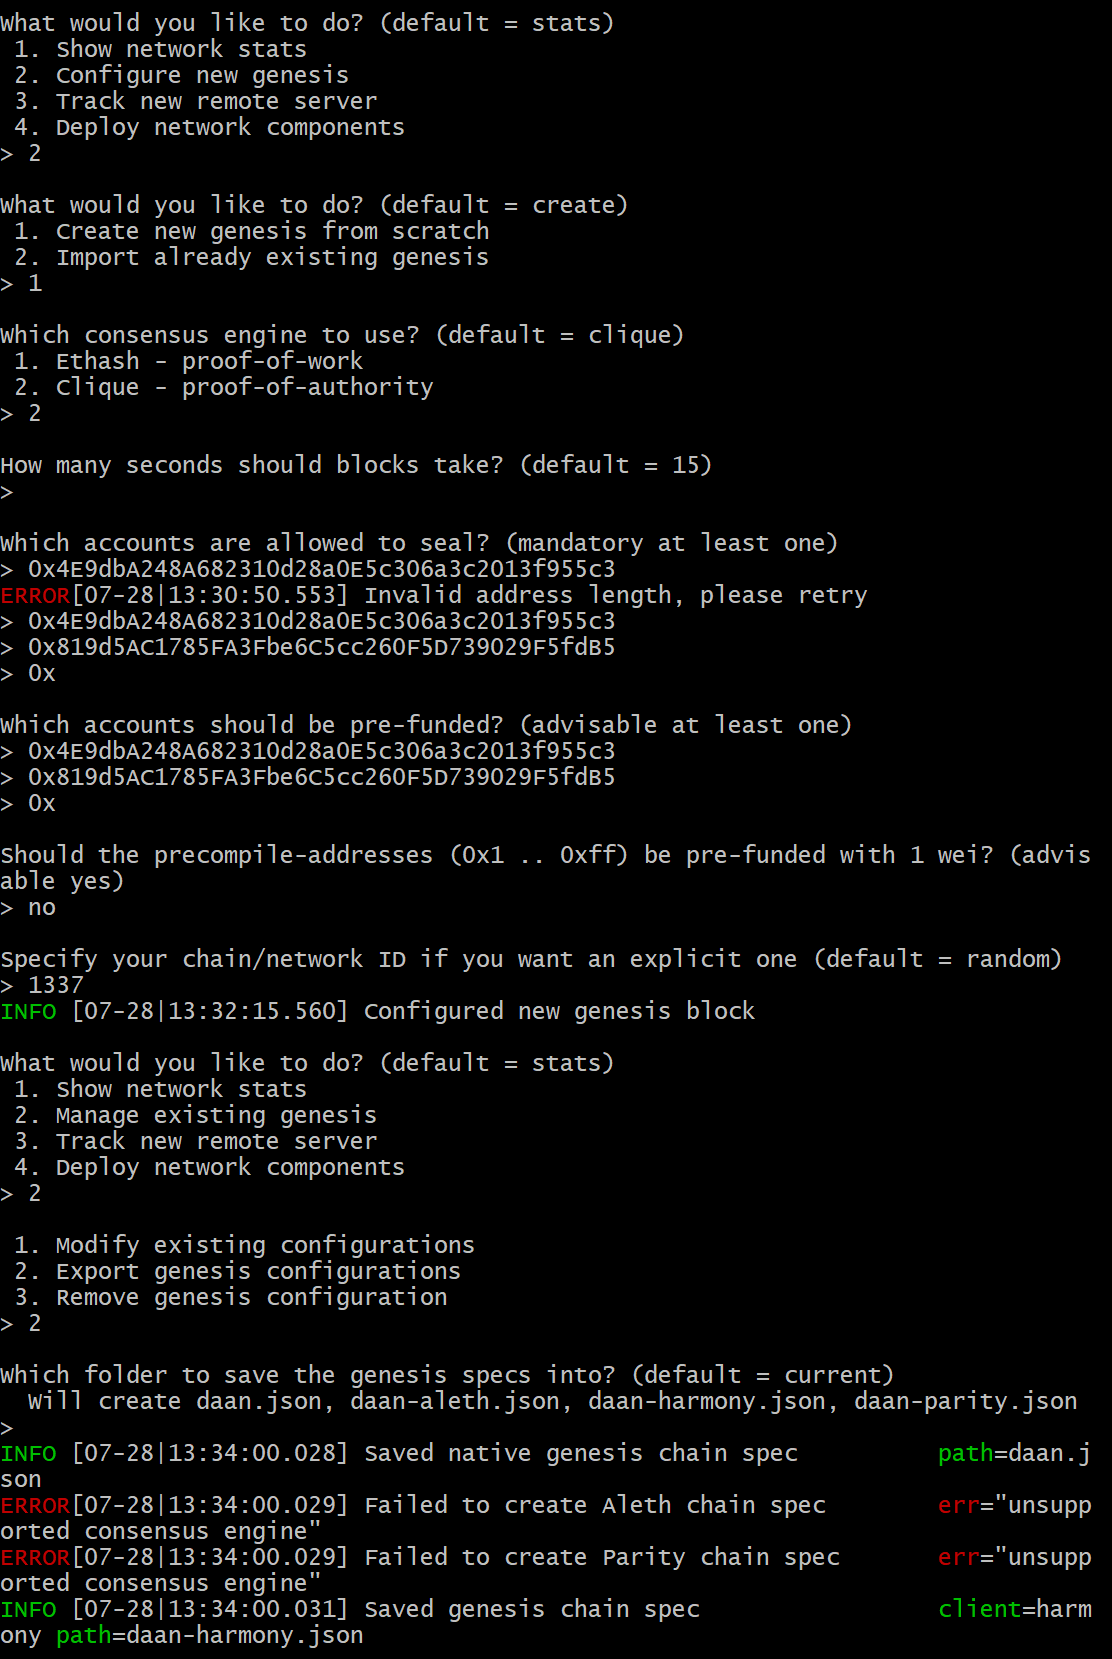 What would you like to do? (default = stats)
 1. Show network stats
 2. Configure new genesis
 3. Track new remote server
 4. Deploy network components
> 2

What would you like to do? (default = create)
 1. Create new genesis from scratch
 2. Import already existing genesis
> 1

Which consensus engine to use? (default = clique)
 1. Ethash - proof-of-work
 2. Clique - proof-of-authority
> 2

How many seconds should blocks take? (default = 15)
>

Which accounts are allowed to seal? (mandatory at least one)
> 0x4E9dbA248A682310d28a0E5c306a3c2013f955c3
ERROR[07-28|13:30:50.553] Invalid address length, please retry
> 0x4E9dbA248A682310d28a0E5c306a3c2013f955c3
> 0x819d5AC1785FA3Fbe6C5cc260F5D739029F5fdB5
> 0x

Which accounts should be pre-funded? (advisable at least one)
> 0x4E9dbA248A682310d28a0E5c306a3c2013f955c3
> 0x819d5AC1785FA3Fbe6C5cc260F5D739029F5fdB5
> 0x

Should the precompile-addresses (0x1 .. 0xff) be pre-funded with 1 wei? (advis
able yes)
> no

Specify your chain/network ID if you want an explicit one (default = random)
> 1337
INFO [07-28|13:32:15.560] Configured new genesis block

What would you like to do? (default = stats)
 1. Show network stats
 2. Manage existing genesis
 3. Track new remote server
 4. Deploy network components
> 2

 1. Modify existing configurations
 2. Export genesis configurations
 3. Remove genesis configuration
> 2

Which folder to save the genesis specs into? (default = current)
  Will create daan.json, daan-aleth.json, daan-harmony.json, daan-parity.json
>
INFO [07-28|13:34:00.028] Saved native genesis chain spec          path=daan.j
son
ERROR[07-28|13:34:00.029] Failed to create Aleth chain spec        err="unsupp
orted consensus engine"
ERROR[07-28|13:34:00.029] Failed to create Parity chain spec       err="unsupp
orted consensus engine"
INFO [07-28|13:34:00.031] Saved genesis chain spec                 client=harm
ony path=daan-harmony.json